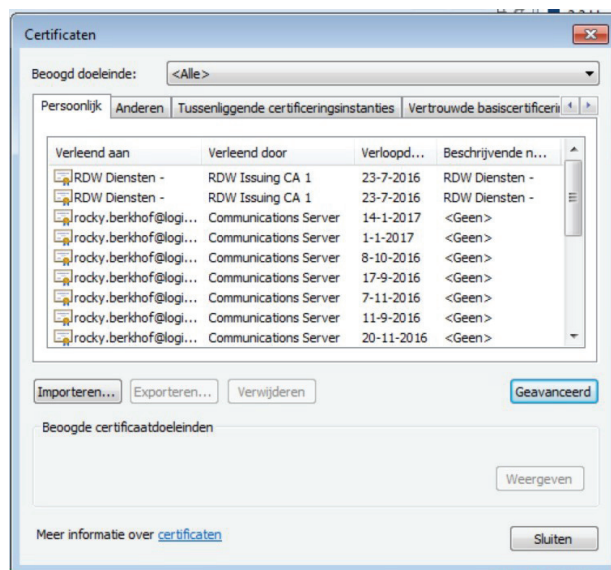 Certificaten
Beoogd doeleinde: <Alle>
Persoonlijk Anderen Tussenliggende certificeringsinstanties Vertrouwde basiscertificeri
Verleend aan Verleend door Verloopd... Beschrijvende n...
RDW Diensten - RDW Issuing CA 1 23-7-2016 RDW Diensten -
RDW Diensten - RDW Issuing CA 1 23-7-2016 RDW Diensten -
rocky.berkhof@logi... Communications Server 14-1-2017 <Geen>
rocky.berkhof@logi... Communications Server 1-1-2017 <Geen>
rocky.berkhof@logi... Communications Server 8-10-2016 <Geen>
rocky.berkhof@logi... Communications Server 17-9-2016 <Geen>
rocky.berkhof@logi... Communications Server 7-11-2016 <Geen>
rocky.berkhof@logi... Communications Server 11-9-2016 <Geen>
rocky.berkhof@logi... Communications Server 20-11-2016 <Geen>
Importeren... Exporteren... Verwijderen Geavanceerd
Beoogde certificaatdoeleinden
Weergeven
Meer informatie over certificaten
Sluiten